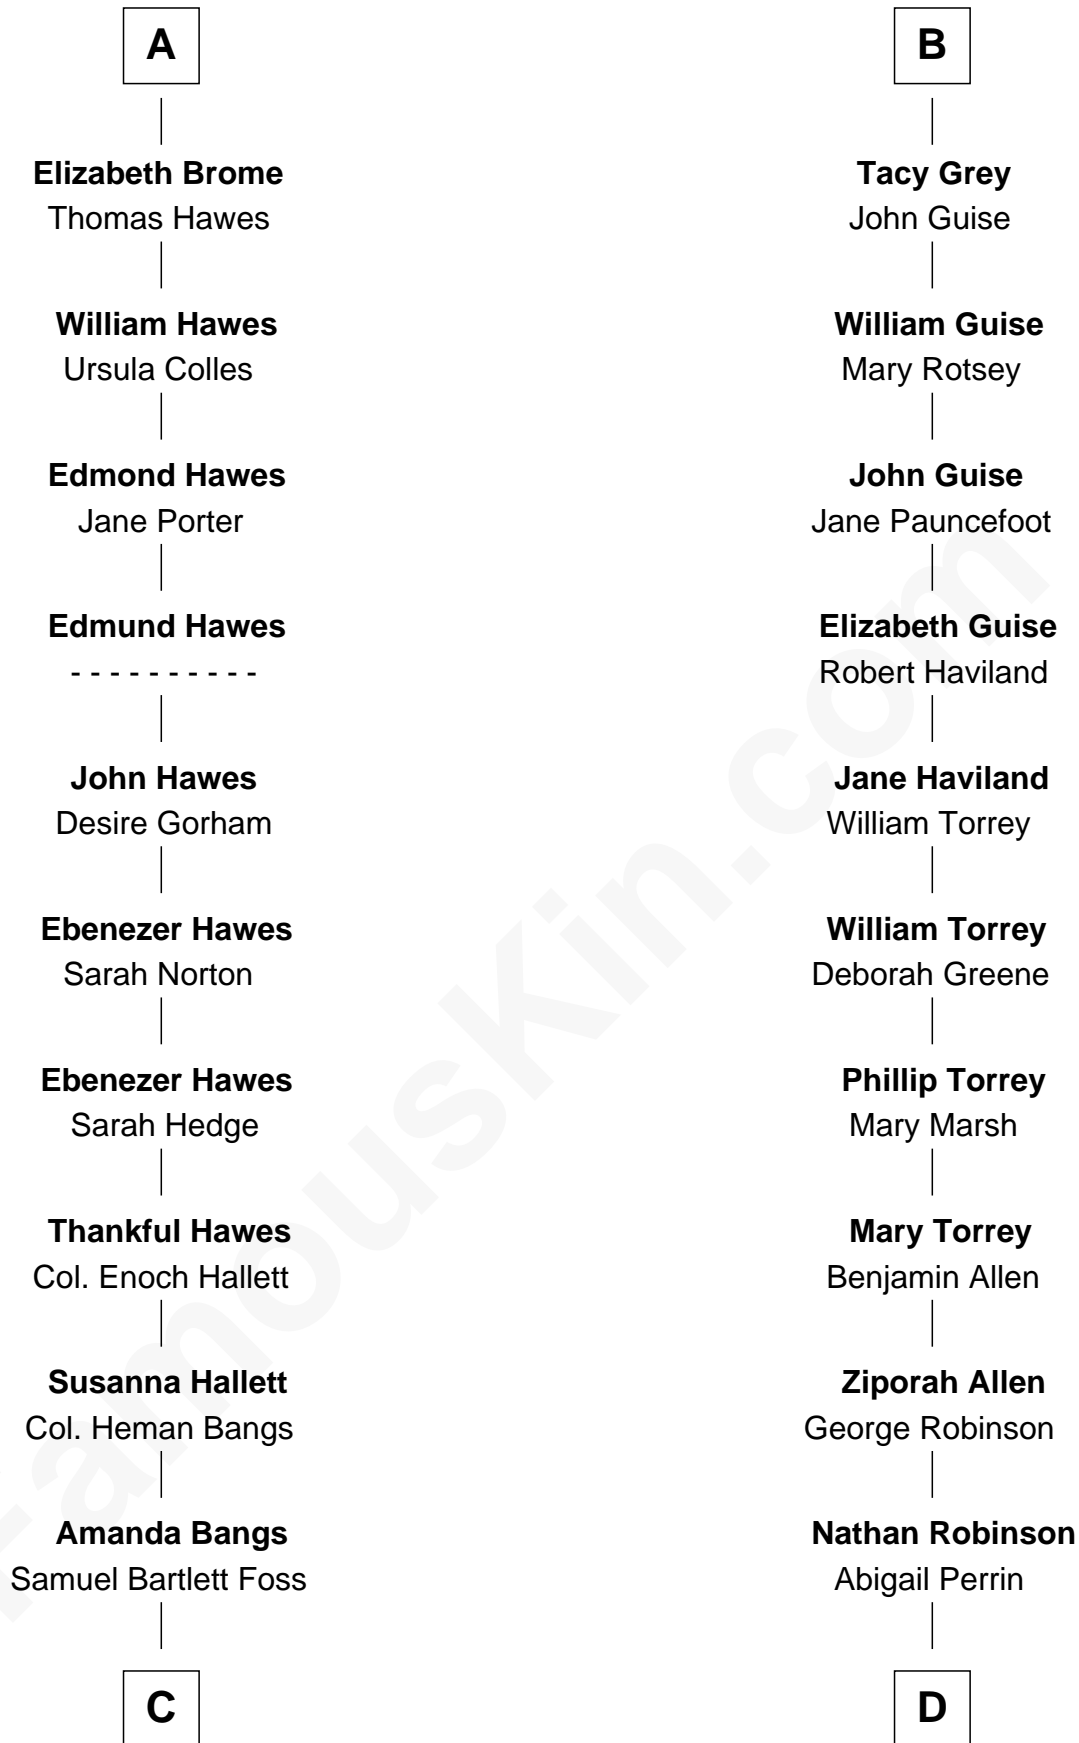 A
Elizabeth Brome
Thomas Hawes
William Hawes
Ursula Colles
Edmond Hawes
Jane Porter
Edmund Hawes
- - - - - - - - - -
John Hawes
Desire Gorham
Ebenezer Hawes
Sarah Norton
Ebenezer Hawes
Sarah Hedge
Thankful Hawes
Col. Enoch Hallett
Susanna Hallett
Col. Heman Bangs
Amanda Bangs
Samuel Bartlett Foss
C
B
Tacy Grey
John Guise
William Guise
Mary Rotsey
John Guise
Jane Pauncefoot
Elizabeth Guise
Robert Haviland
Jane Haviland
William Torrey
William Torrey
Deborah Greene
Phillip Torrey
Mary Marsh
Mary Torrey
Benjamin Allen
Ziporah Allen
George Robinson
Nathan Robinson
Abigail Perrin
D
FamousKin.com